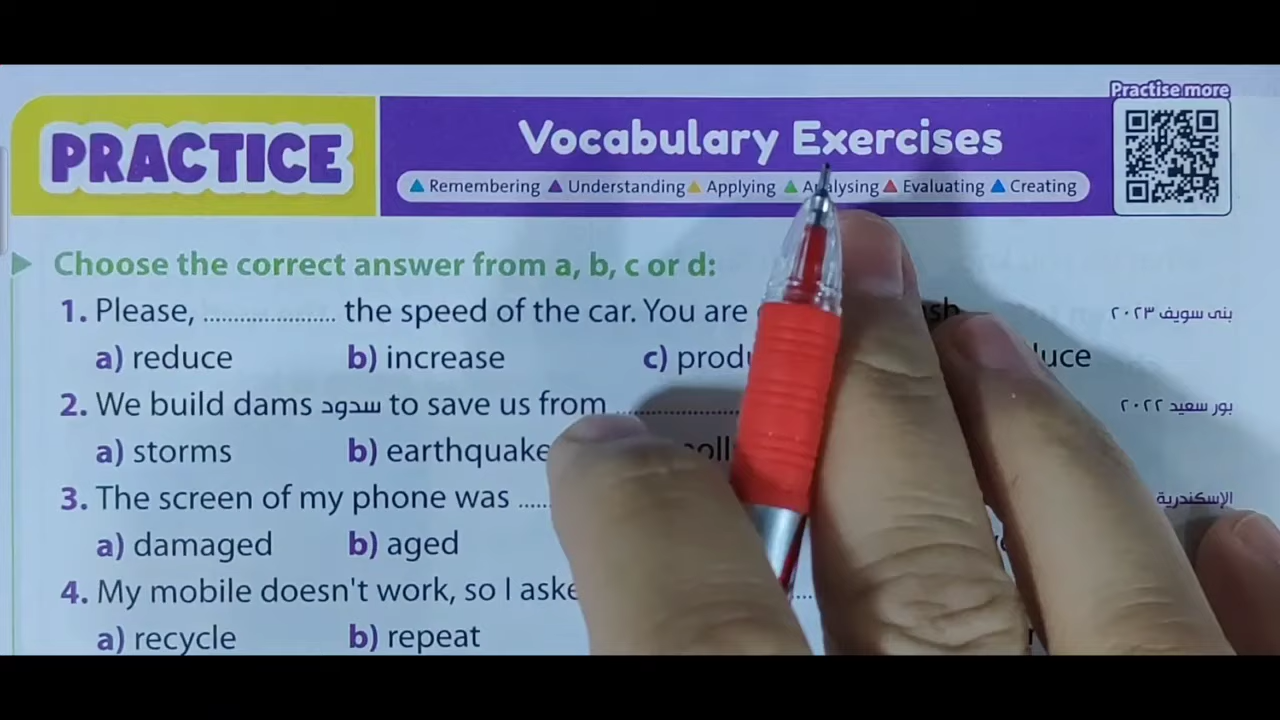 Practise more
PRACTICE
Vocabulary Exercises
Remembering Understanding Applying Analysing Evaluating Creating
Choose the correct answer from a, b, c or d:
1. Please, ..................... the speed of the car. You are بنى سويف ٢٠٢٣
a) reduce b) increase c)
2. We build dams سدود to save us from ..................... بور سعيد ٢٠٢٢
a) storms b)
3. The screen of my phone was ...... الإسكندرية
a) damaged b) aged
4. My mobile doesn't work, so I
a) recycle b) repeat